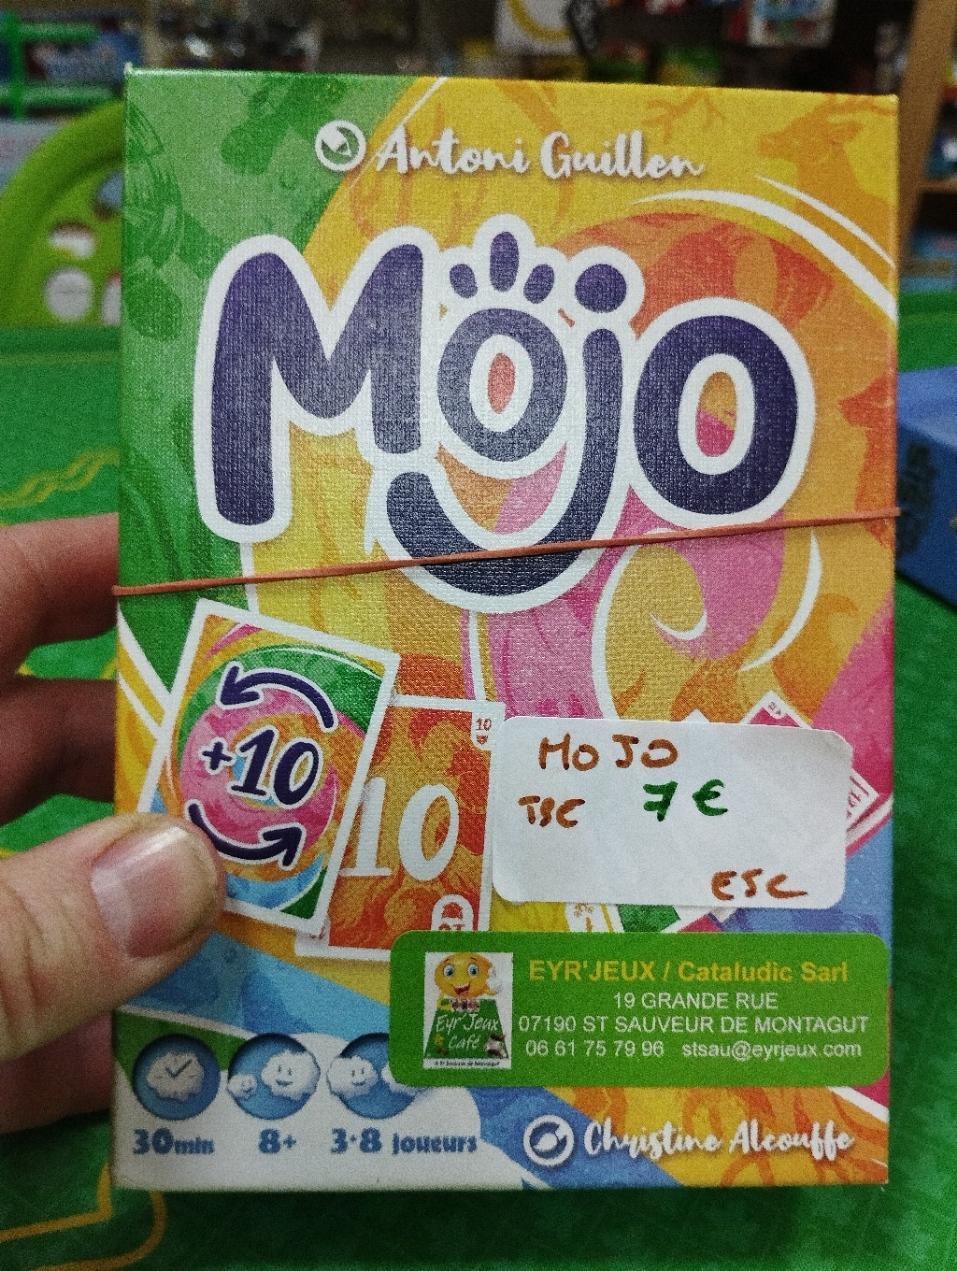 Antoni Guillen
Mojo
+10
10
10
MOJO
TBC 7 €
ESC
EYR'JEUX / Cataludic Sarl
19 GRANDE RUE
07190 ST SAUVEUR DE MONTAGUT
06 61 75 79 96 stsau@eyrjeux.com
Eyr'Jeux
Café
30min 8+ 3-8 joueurs
Christine Alcouffe